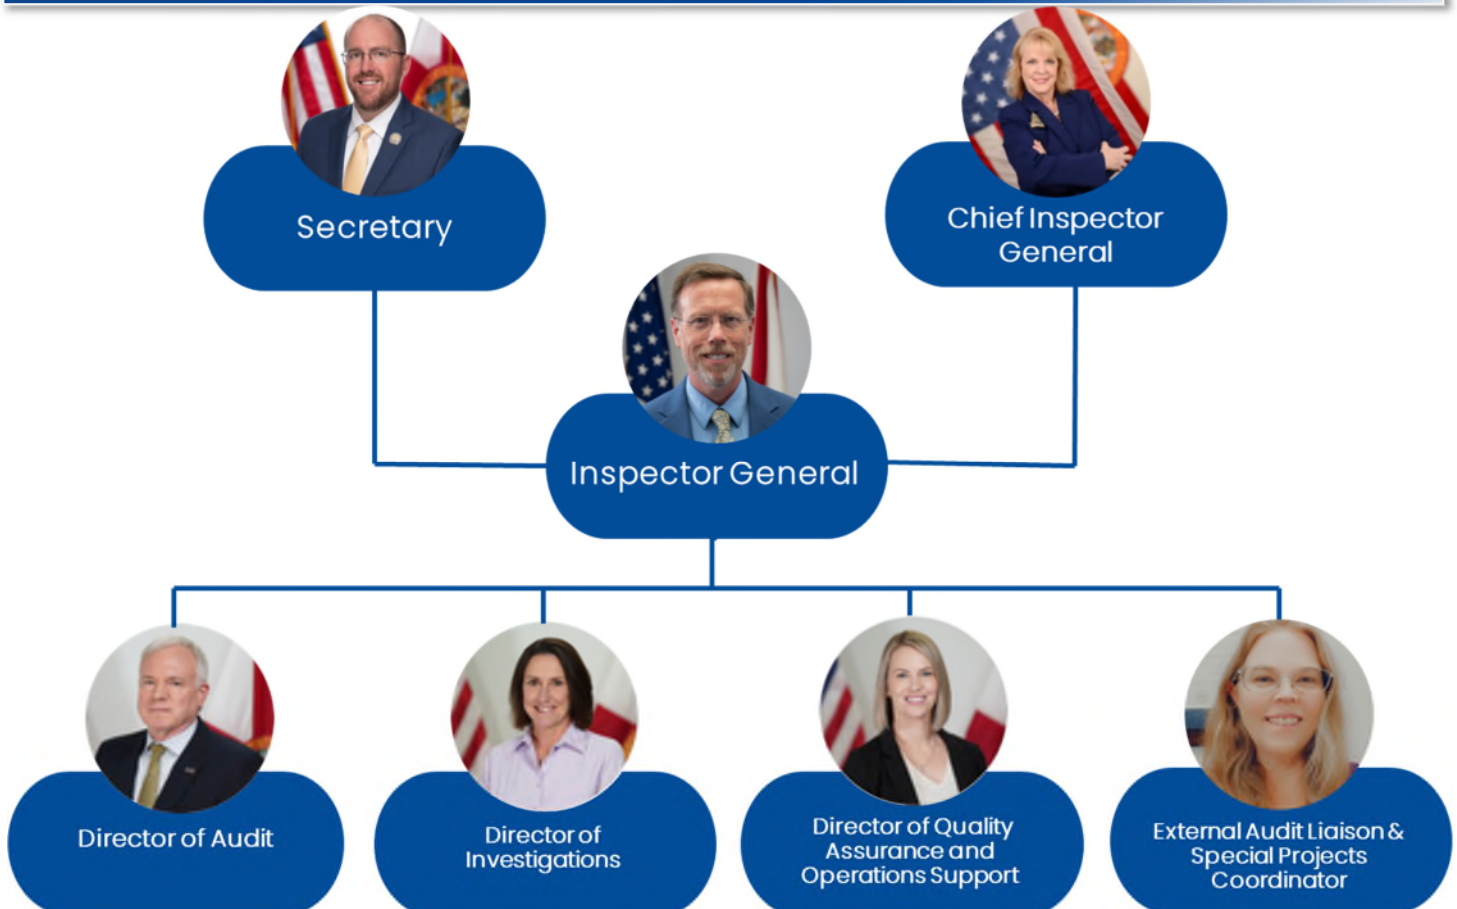 Secretary
Chief Inspector
General
Inspector General
Director of Audit
Director of
Investigations
Director of Quality
Assurance and
Operations Support
External Audit Liaison &
Special Projects
Coordinator